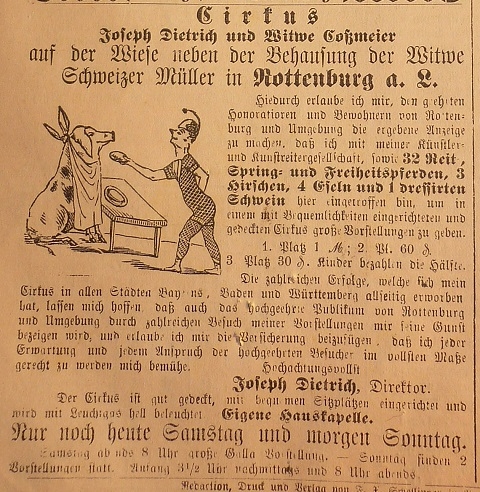 Cirkus
Joseph Dietrich und Witwe Coßmeier
auf der Wiese neben der Behausung der Witwe
Schweizer Müller in Rottenburg a. L.
Hiedurch erlaube ich mir, den geehrten
Honoratioren und Bewohnern von Rotten-
burg und Umgebung die ergebene Anzeige
zu machen, daß ich mit meiner Künstler-
und Kunstreitergesellschaft, sowie 32 Reit,
Spring- und Freiheitspferden, 3
Hirschen, 4 Eseln und 1 dressirten
Schwein hier eingetroffen bin, um in
einem mit Bequemlichkeiten eingerichteten und
gedeckten Cirkus große Vorstellungen zu geben.
1. Platz 1 M; 2. Pl. 60 ₰
3 Platz 30 ₰. Kinder bezahlen die Hälfte.
Die zahlreichen Erfolge, welche sich mein
Cirkus in allen Städten Bayerns, Baden und Württemberg allseitig erworben
hat, lassen mich hoffen, daß auch das hochgeehrte Publikum von Rottenburg
und Umgebung durch zahlreichen Besuch meiner Vorstellungen mir seine Gunst
bezeigen wird, und erlaube ich mir die Versicherung beizufügen, daß ich jeder
Erwartung und jedem Anspruch der hochgeehrten Besucher im vollsten Maße
gerecht zu werden mich bemühe.
Hochachtungsvollst
Joseph Dietrich, Direktor.
Der Cirkus ist gut gedeckt, mit bequemen Sitzplätzen eingerichtet und
wird mit Leuchtgas hell beleuchtet. Eigene Hauskapelle.
Nur noch heute Samstag und morgen Sonntag.
Samstag abends 8 Uhr große Galla Vorstellung. — Sonntag finden 2
Vorstellungen statt. Anfang 3 1/2 Uhr nachmittags und 8 Uhr abends.
Redaction, Druck und Verlag von